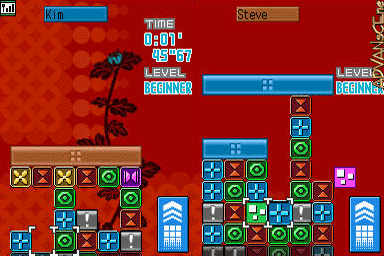 Kim
Steve
TIME
0:01'
45"67
LEVEL
BEGINNER
LEVEL
BEGINNER